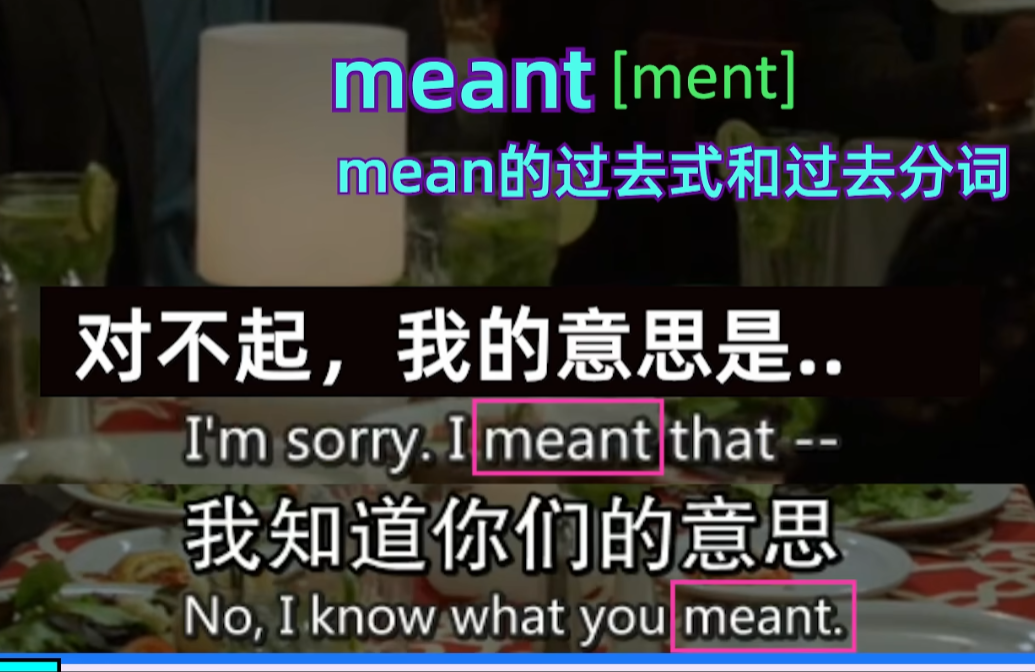 meant [ment]
mean的过去式和过去分词
对不起，我的意思是..
I'm sorry. I meant that --
我知道你们的意思
No, I know what you meant.